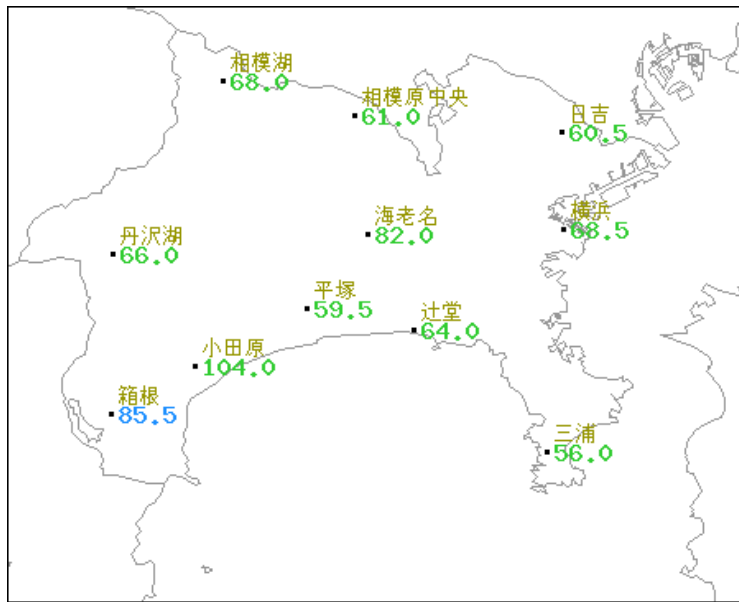 相模湖
68.0
相模原中央
61.0
日吉
60.5
海老名
82.0
横浜
68.5
丹沢湖
66.0
平塚
59.5
辻堂
64.0
小田原
104.0
箱根
85.5
三浦
56.0